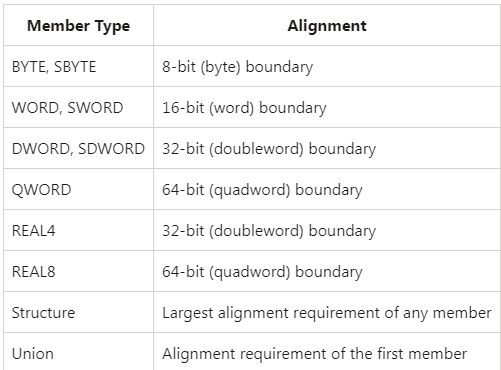 Member Type Alignment
BYTE, SBYTE 8-bit (byte) boundary
WORD, SWORD 16-bit (word) boundary
DWORD, SDWORD 32-bit (doubleword) boundary
QWORD 64-bit (quadword) boundary
REAL4 32-bit (doubleword) boundary
REAL8 64-bit (quadword) boundary
Structure Largest alignment requirement of any member
Union Alignment requirement of the first member